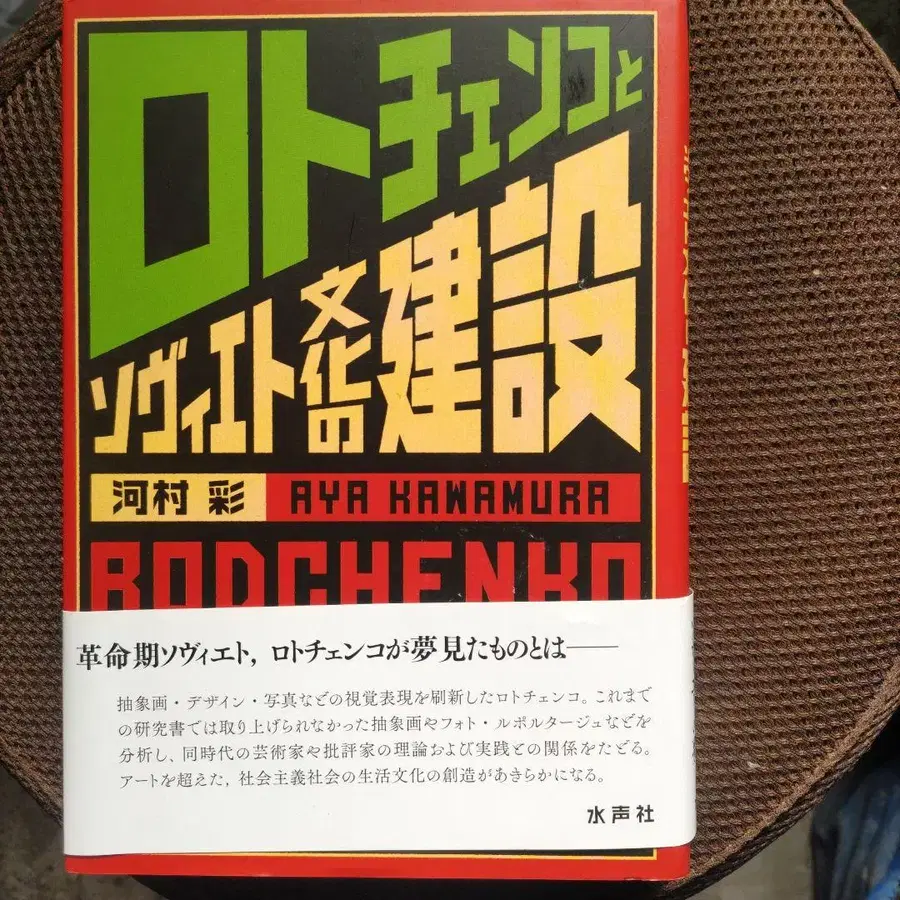 ロトチェンコと
ソヴィエト文化の建設
河村 彩 AYA KAWAMURA
RODCHENKO
革命期ソヴィエト，ロトチェンコが夢見たものとは──
抽象画・デザイン・写真などの視覚表現を刷新したロトチェンコ。これまで
の研究書では取り上げられなかった抽象画やフォト・ルポルタージュなどを
分析し，同時代の芸術家や批評家の理論および実践との関係をたどる。
アートを超えた，社会主義社会の生活文化の創造があきらかになる。
水声社